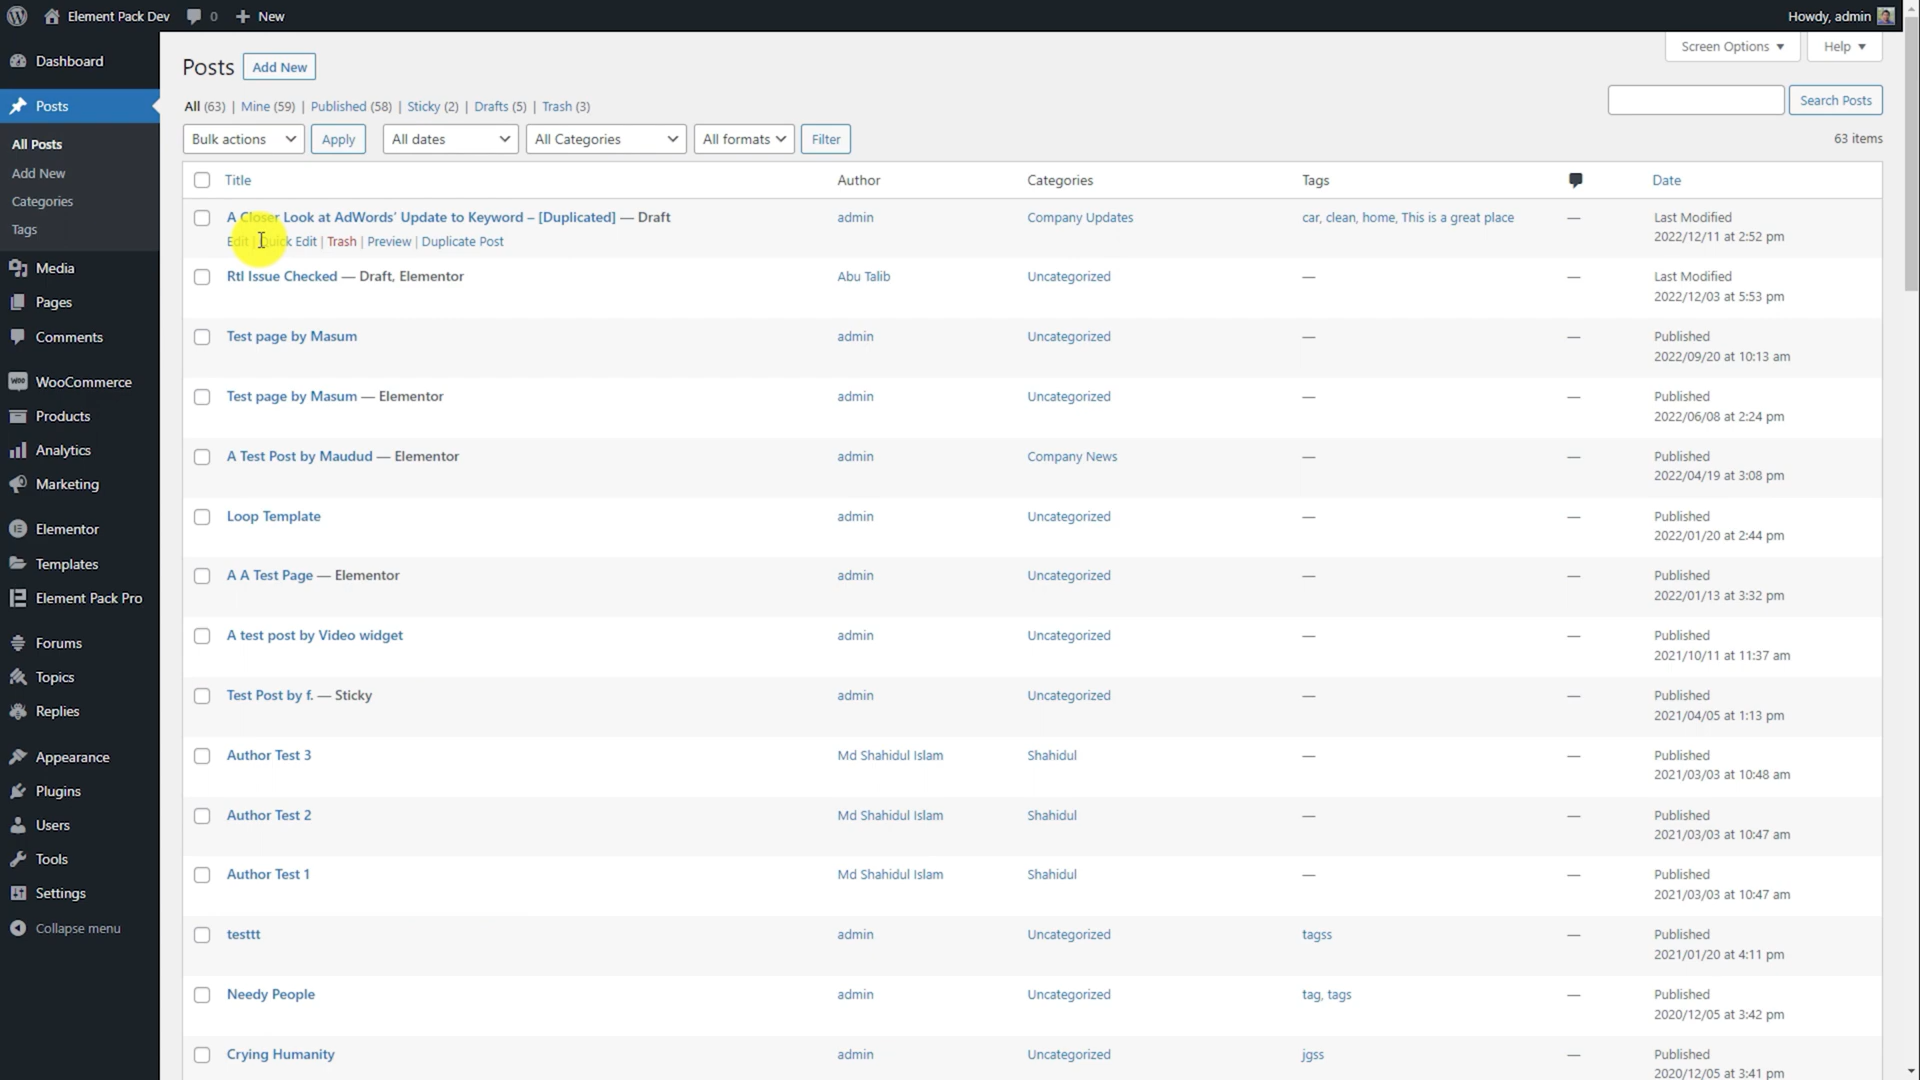 Element Pack Dev 0 New Howdy, admin
Dashboard
Posts
All Posts
Add New
Categories
Tags
Media
Pages
Comments
WooCommerce
Products
Analytics
Marketing
Elementor
Templates
Element Pack Pro
Forums
Topics
Replies
Appearance
Plugins
Users
Tools
Settings
Collapse menu
Screen Options Help
Posts Add New
All (63) | Mine (59) | Published (58) | Sticky (2) | Drafts (5) | Trash (3)
Search Posts
Bulk actions Apply All dates All Categories All formats Filter 63 items
Title Author Categories Tags Date
A Closer Look at AdWords’ Update to Keyword – [Duplicated] — Draft admin Company Updates car, clean, home, This is a great place — Last Modified
Edit | Quick Edit | Trash | Preview | Duplicate Post 2022/12/11 at 2:52 pm
Rtl Issue Checked — Draft, Elementor Abu Talib Uncategorized — — Last Modified
2022/12/03 at 5:53 pm
Test page by Masum admin Uncategorized — — Published
2022/09/20 at 10:13 am
Test page by Masum — Elementor admin Uncategorized — — Published
2022/06/08 at 2:24 pm
A Test Post by Maudud — Elementor admin Company News — — Published
2022/04/19 at 3:08 pm
Loop Template admin Uncategorized — — Published
2022/01/20 at 2:44 pm
A A Test Page — Elementor admin Uncategorized — — Published
2022/01/13 at 3:32 pm
A test post by Video widget admin Uncategorized — — Published
2021/10/11 at 11:37 am
Test Post by f. — Sticky admin Uncategorized — — Published
2021/04/05 at 1:13 pm
Author Test 3 Md Shahidul Islam Shahidul — — Published
2021/03/03 at 10:48 am
Author Test 2 Md Shahidul Islam Shahidul — — Published
2021/03/03 at 10:47 am
Author Test 1 Md Shahidul Islam Shahidul — — Published
2021/03/03 at 10:47 am
testtt admin Uncategorized tagss — Published
2021/01/20 at 4:11 pm
Needy People admin Uncategorized tag, tags — Published
2020/12/05 at 3:42 pm
Crying Humanity admin Uncategorized jgss — Published
2020/12/05 at 3:41 pm